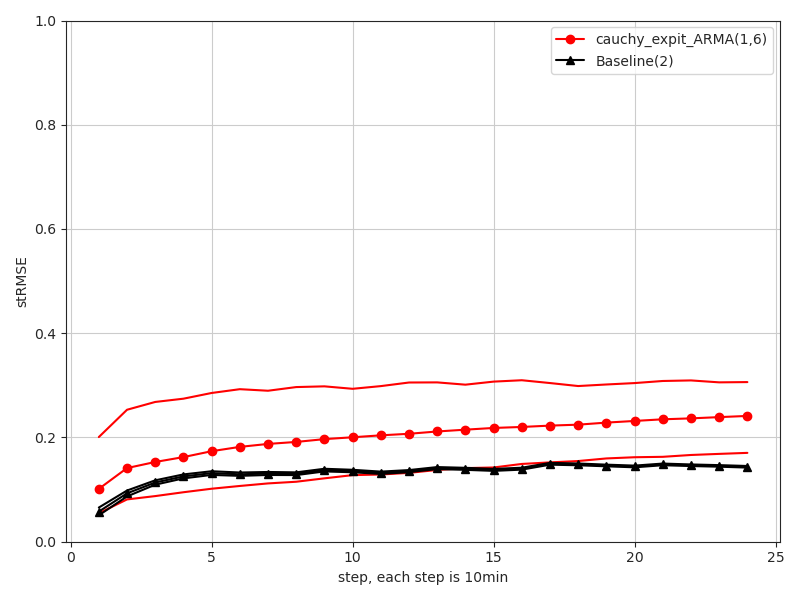 1.0
0.8
0.6
0.4
0.2
0.0
stRMSE
cauchy_expit_ARMA(1,6)
Baseline(2)
0 5 10 15 20 25
step, each step is 10min